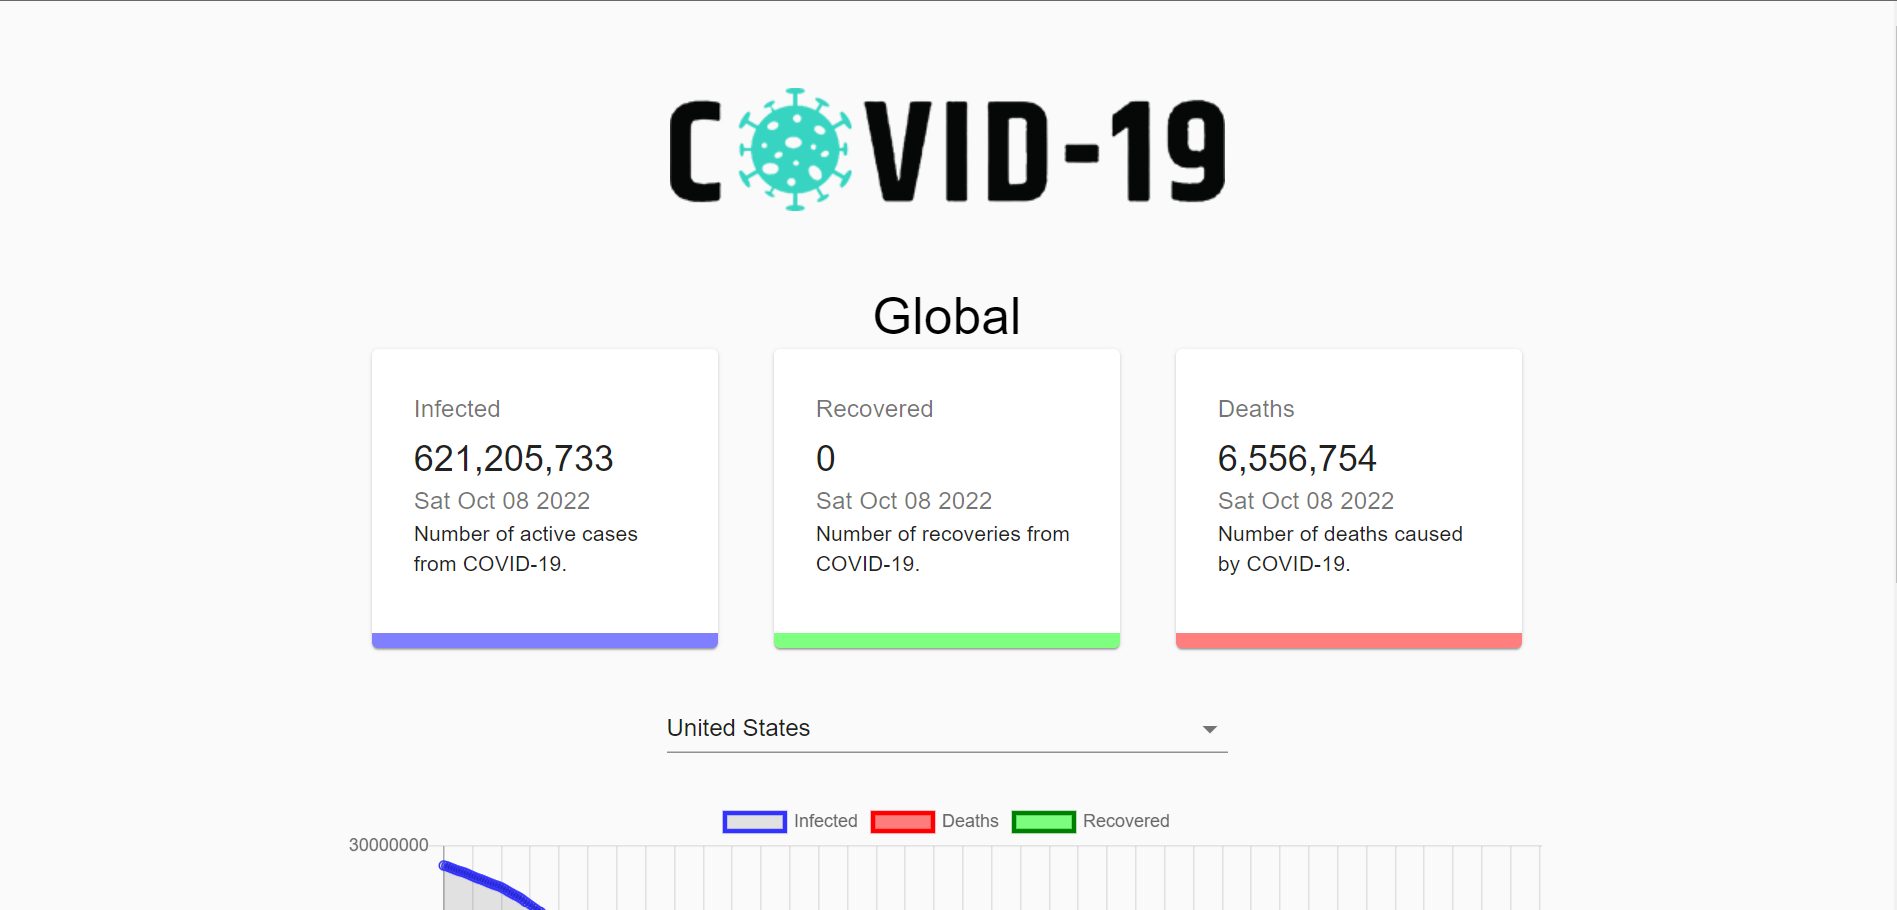 COVID-19
Global
Infected
621,205,733
Sat Oct 08 2022
Number of active cases
from COVID-19.
Recovered
0
Sat Oct 08 2022
Number of recoveries from
COVID-19.
Deaths
6,556,754
Sat Oct 08 2022
Number of deaths caused
by COVID-19.
United States
Infected Deaths Recovered
30000000